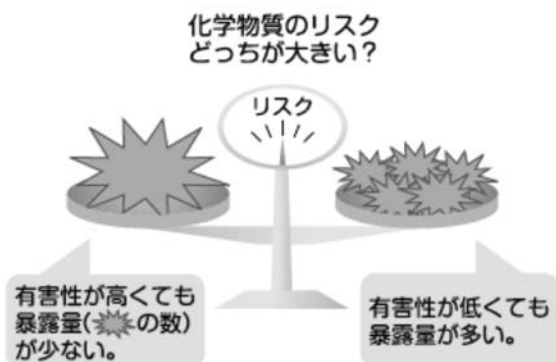 化学物質のリスク
どっちが大きい？
リスク
有害性が高くても
暴露量(の数)
が少ない。
有害性が低くても
暴露量が多い。